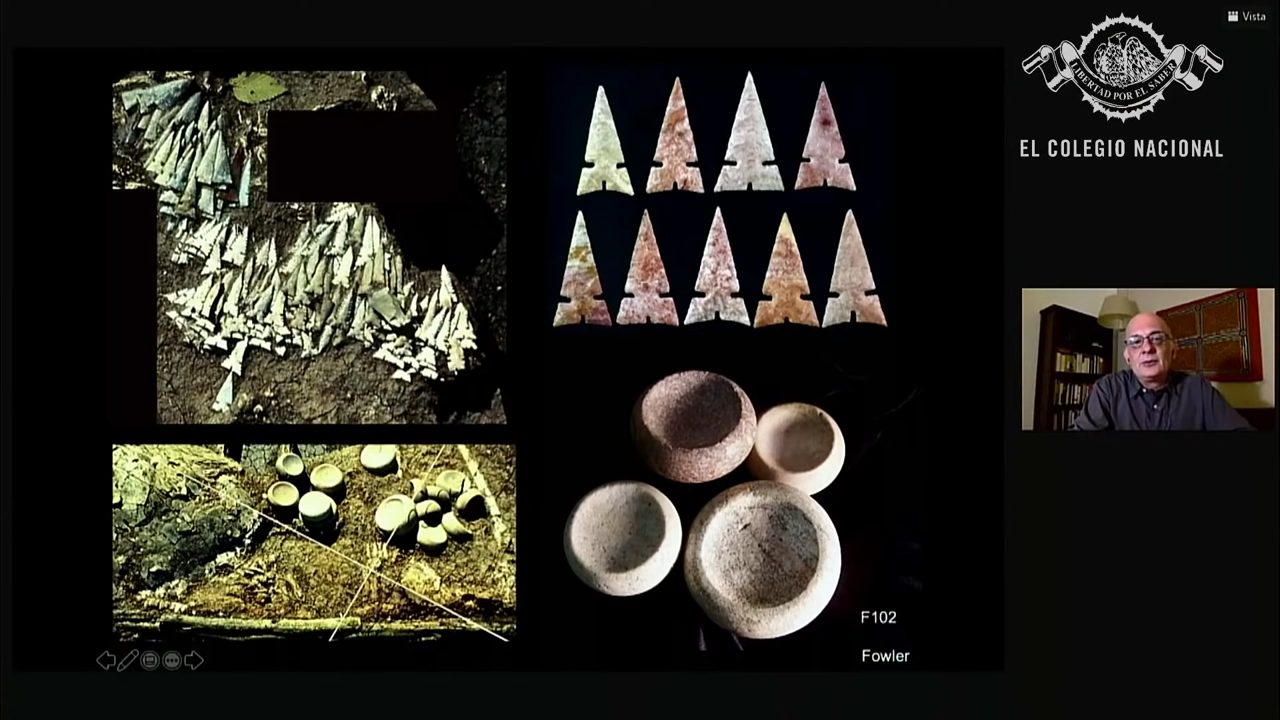 Vista
LIBERTAD POR EL SABER
EL COLEGIO NACIONAL
F102
Fowler